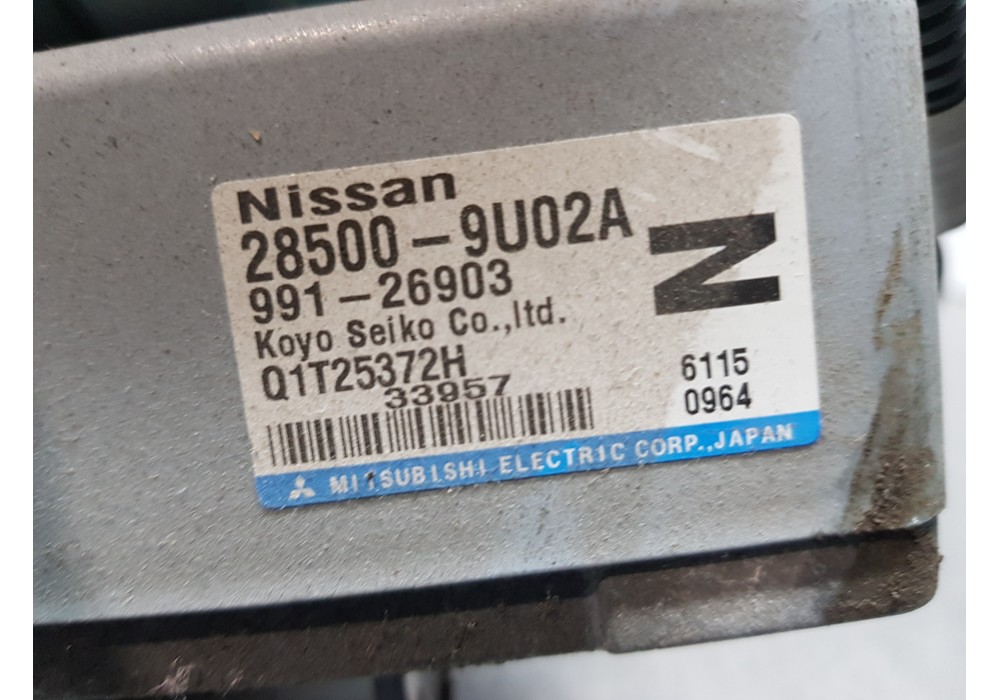 Nissan
28500-9U02A
991-26903
Koyo Seiko Co.,ltd.
Q1T25372H
33957
N
6115
0964
MITSUBISHI ELECTRIC CORP.,JAPAN